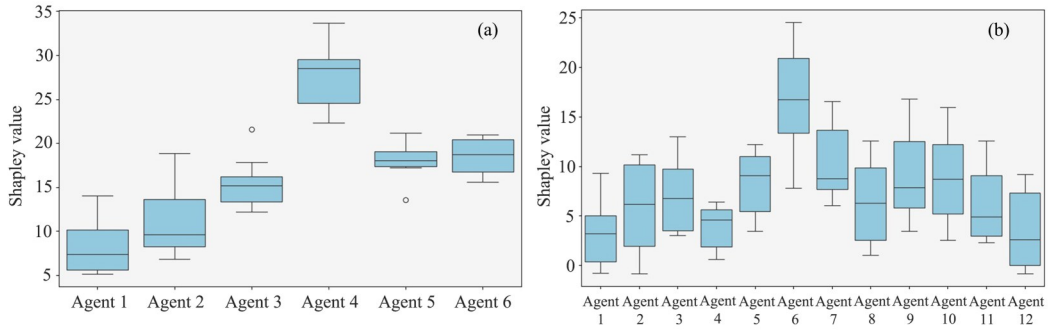 (a)
Shapley value
35
30
25
20
15
10
5
Agent 1 Agent 2 Agent 3 Agent 4 Agent 5 Agent 6
(b)
Shapley value
25
20
15
10
5
0
Agent Agent Agent Agent Agent Agent Agent Agent Agent Agent Agent Agent
1 2 3 4 5 6 7 8 9 10 11 12